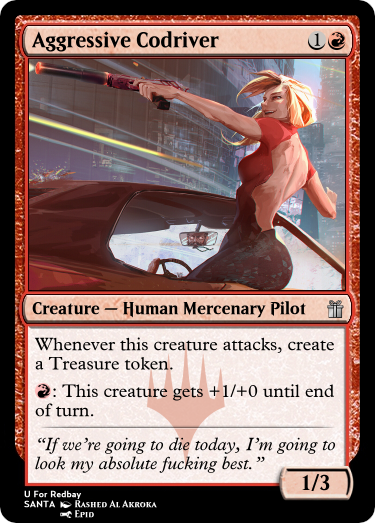 Aggressive Codriver 1
Creature — Human Mercenary Pilot
Whenever this creature attacks, create
a Treasure token.
: This creature gets +1/+0 until end
of turn.
“If we’re going to die today, I’m going to
look my absolute fucking best.”
1/3
U For Redbay
SANTA Rashed Al Akroka
Epid